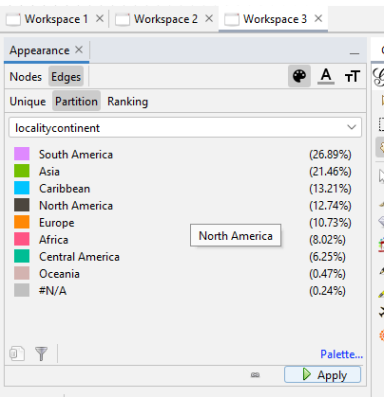 Workspace 1 × Workspace 2 × Workspace 3 ×
Appearance ×
Nodes Edges A TT
Unique Partition Ranking
localitycontinent
South America (26.89%)
Asia (21.46%)
Caribbean (13.21%)
North America (12.74%)
Europe (10.73%)
North America
Africa (8.02%)
Central America (6.25%)
Oceania (0.47%)
#N/A (0.24%)
Palette...
Apply